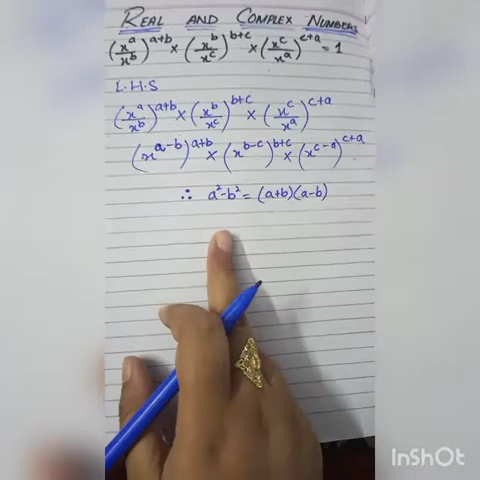 REAL AND COMPLEX NUMBERS
(x^a/x^b)^(a+b) × (x^b/x^c)^(b+c) × (x^c/x^a)^(c+a) = 1
L.H.S
(x^a/x^b)^(a+b) × (x^b/x^c)^(b+c) × (x^c/x^a)^(c+a)
(x^(a-b))^(a+b) × (x^(b-c))^(b+c) × (x^(c-a))^(c+a)
∴ a²-b² = (a+b)(a-b)
InShOt